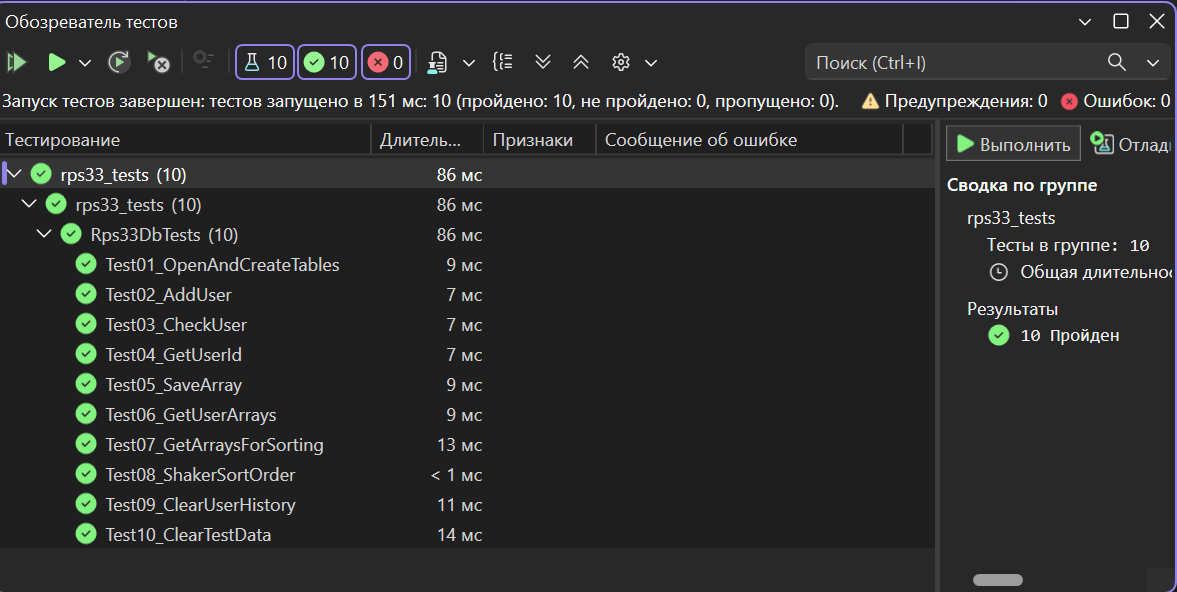 Обозреватель тестов
10 10 0
Поиск (Ctrl+I)
Запуск тестов завершен: тестов запущено в 151 мс: 10 (пройдено: 10, не пройдено: 0, пропущено: 0). Предупреждения: 0 Ошибок: 0
Тестирование Длитель... Признаки Сообщение об ошибке
rps33_tests (10) 86 мс
rps33_tests (10) 86 мс
Rps33DbTests (10) 86 мс
Test01_OpenAndCreateTables 9 мс
Test02_AddUser 7 мс
Test03_CheckUser 7 мс
Test04_GetUserId 7 мс
Test05_SaveArray 9 мс
Test06_GetUserArrays 9 мс
Test07_GetArraysForSorting 13 мс
Test08_ShakerSortOrder < 1 мс
Test09_ClearUserHistory 11 мс
Test10_ClearTestData 14 мс
Выполнить Отлад
Сводка по группе
rps33_tests
Тесты в группе: 10
Общая длительнос
Результаты
10 Пройден